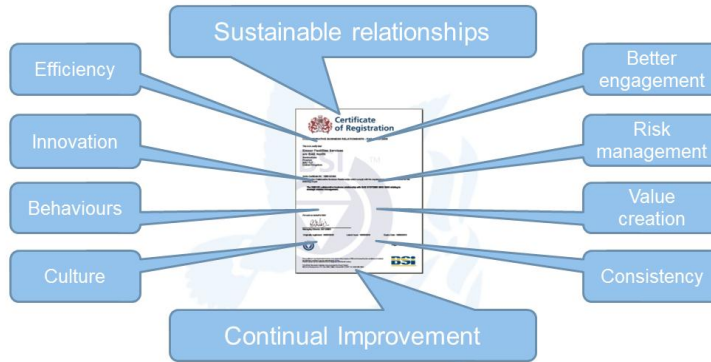 Sustainable relationships
Efficiency
Better
engagement
Certificate
of Registration
Innovation
Risk
management
Behaviours
Value
creation
Culture
BSI
Consistency
Continual Improvement